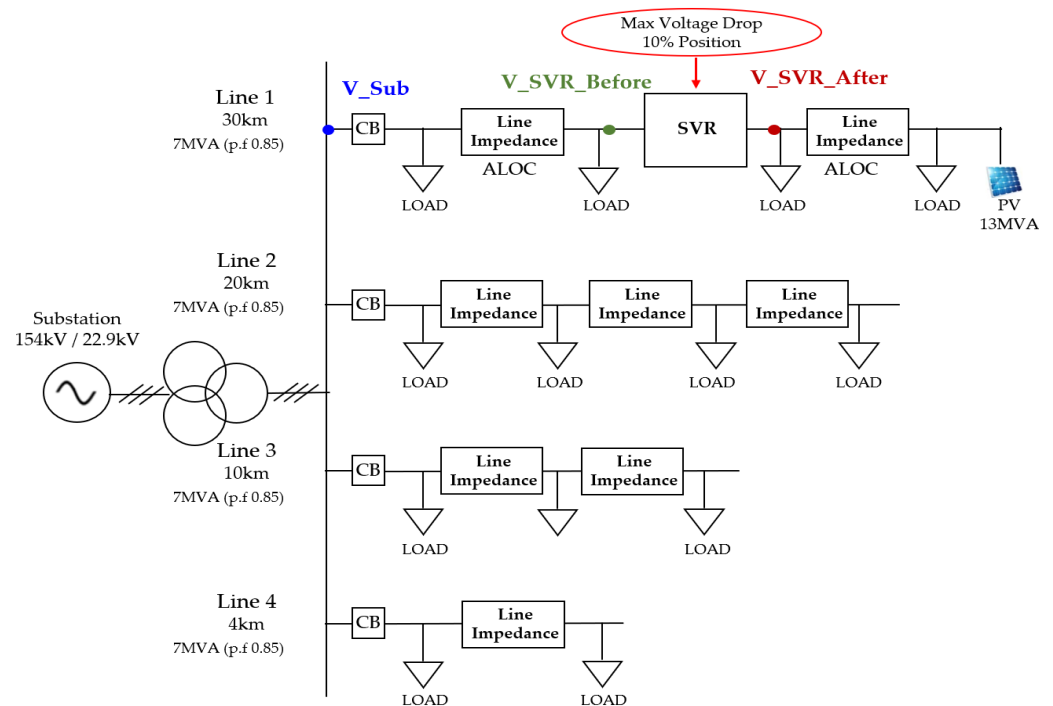 Max Voltage Drop
10% Position
V_Sub
V_SVR_Before
V_SVR_After
Line 1
30km
7MVA (p.f 0.85)
CB
Line
Impedance
ALOC
SVR
Line
Impedance
ALOC
LOAD
LOAD
LOAD
LOAD
PV
13MVA
Line 2
20km
7MVA (p.f 0.85)
CB
Line
Impedance
Line
Impedance
Line
Impedance
LOAD
LOAD
LOAD
LOAD
Substation
154kV / 22.9kV
Line 3
10km
7MVA (p.f 0.85)
CB
Line
Impedance
Line
Impedance
LOAD
LOAD
Line 4
4km
7MVA (p.f 0.85)
CB
Line
Impedance
LOAD
LOAD